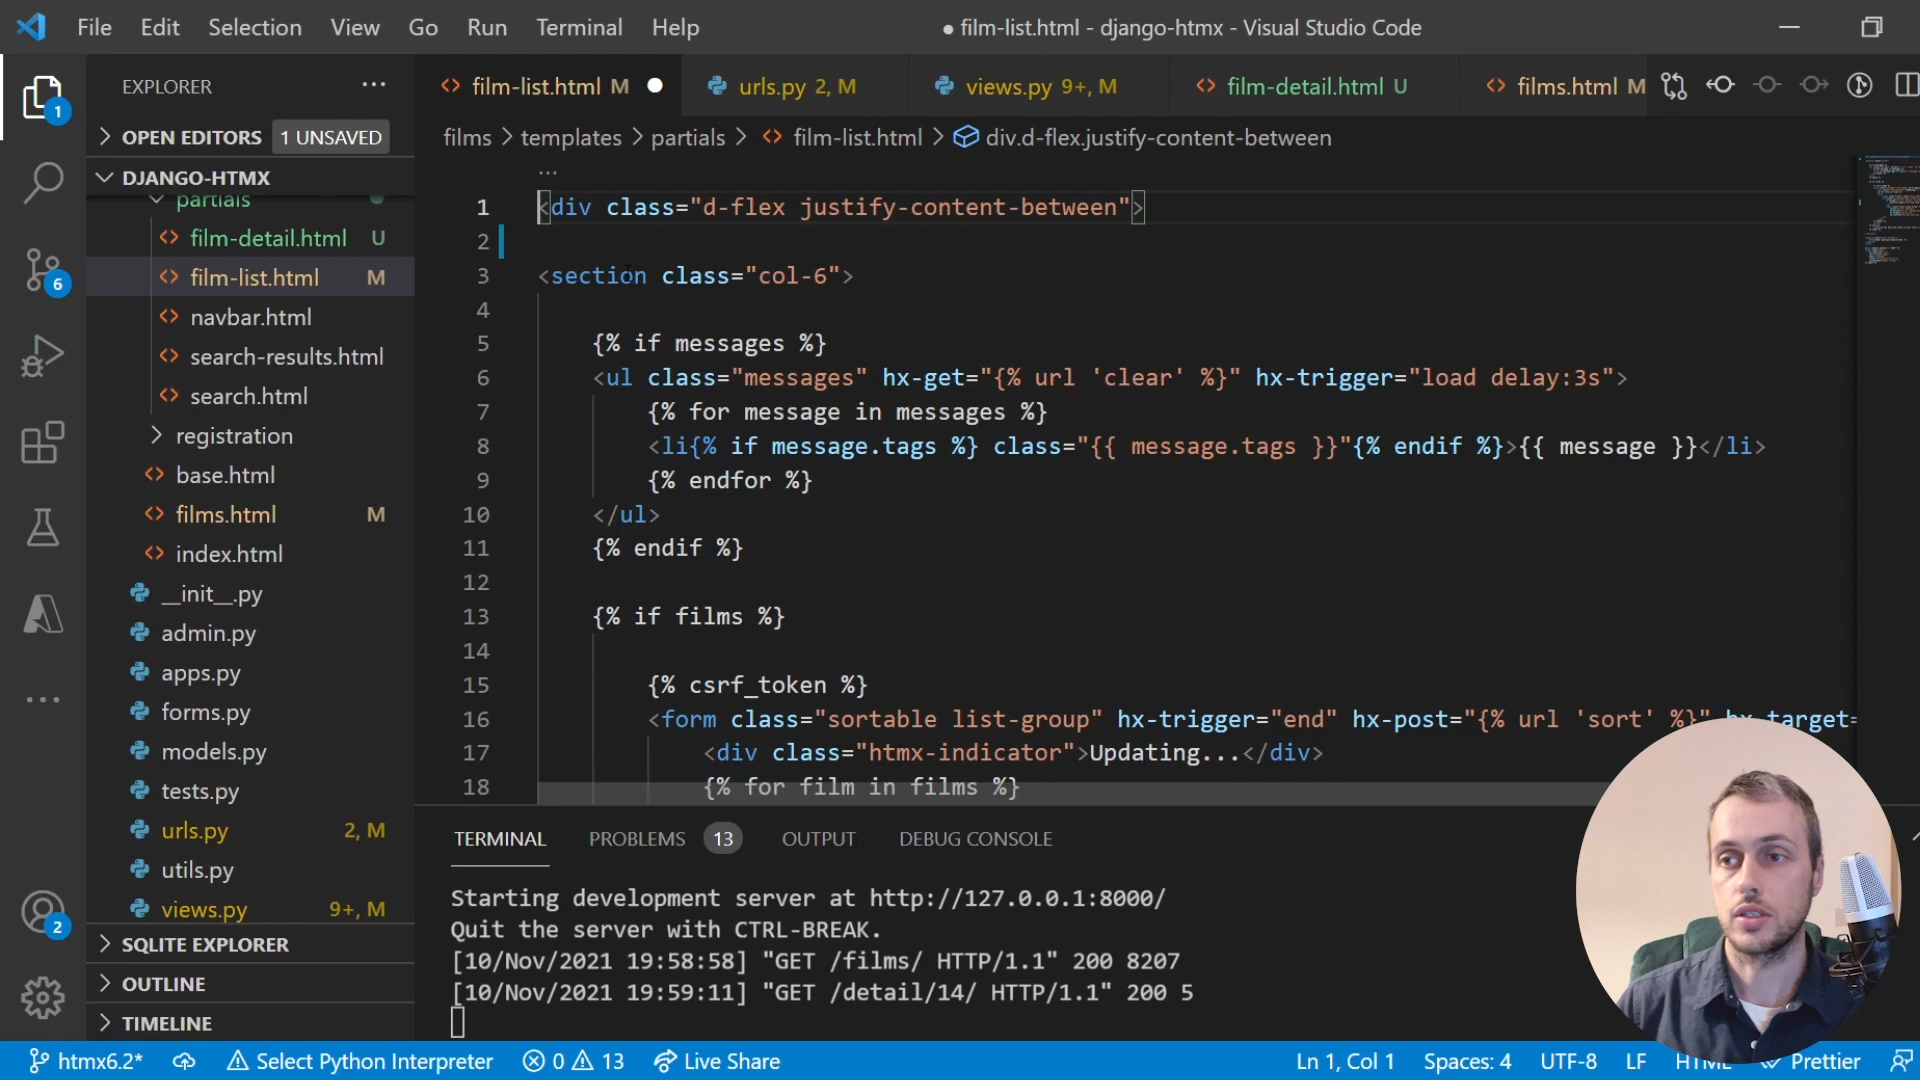 File Edit Selection View Go Run Terminal Help
● film-list.html - django-htmx - Visual Studio Code
EXPLORER
OPEN EDITORS 1 UNSAVED
DJANGO-HTMX
partials
film-detail.html U
film-list.html M
navbar.html
search-results.html
search.html
registration
base.html
films.html M
index.html
__init__.py
admin.py
apps.py
forms.py
models.py
tests.py
urls.py 2, M
utils.py
views.py 9+, M
SQLITE EXPLORER
OUTLINE
TIMELINE
1
6
2
film-list.html M
urls.py 2, M
views.py 9+, M
film-detail.html U
films.html M
films > templates > partials > film-list.html > div.d-flex.justify-content-between
1 <div class="d-flex justify-content-between">
2
3 <section class="col-6">
4
5 {% if messages %}
6 <ul class="messages" hx-get="{% url 'clear' %}" hx-trigger="load delay:3s">
7 {% for message in messages %}
8 <li{% if message.tags %} class="{{ message.tags }}"{% endif %}>{{ message }}</li>
9 {% endfor %}
10 </ul>
11 {% endif %}
12
13 {% if films %}
14
15 {% csrf_token %}
16 <form class="sortable list-group" hx-trigger="end" hx-post="{% url 'sort' %}" hx-target=
17 <div class="htmx-indicator">Updating...</div>
18 {% for film in films %}
TERMINAL PROBLEMS 13 OUTPUT DEBUG CONSOLE
Starting development server at http://127.0.0.1:8000/
Quit the server with CTRL-BREAK.
[10/Nov/2021 19:58:58] "GET /films/ HTTP/1.1" 200 8207
[10/Nov/2021 19:59:11] "GET /detail/14/ HTTP/1.1" 200 5
htmx6.2* Select Python Interpreter 0 13 Live Share Ln 1, Col 1 Spaces: 4 UTF-8 LF HTML Prettier